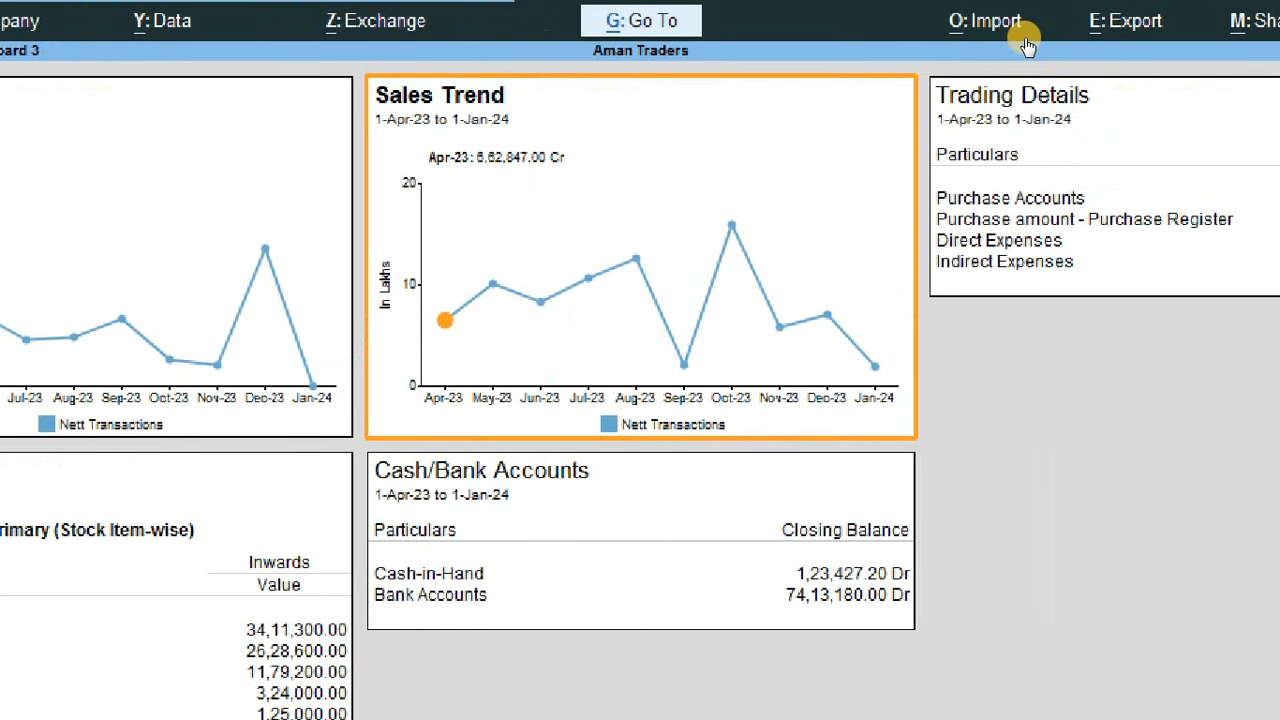 pany
Y: Data
Z: Exchange
G: Go To
O: Import
E: Export
M: Sha
oard 3
Aman Traders
Jul-23 Aug-23 Sep-23 Oct-23 Nov-23 Dec-23 Jan-24
Nett Transactions
Sales Trend
1-Apr-23 to 1-Jan-24
Apr-23: 6,62,847.00 Cr
20
In Lakhs
10
0
Apr-23 May-23 Jun-23 Jul-23 Aug-23 Sep-23 Oct-23 Nov-23 Dec-23 Jan-24
Nett Transactions
Trading Details
1-Apr-23 to 1-Jan-24
Particulars
Purchase Accounts
Purchase amount - Purchase Register
Direct Expenses
Indirect Expenses
rimary (Stock Item-wise)
Inwards
Value
34,11,300.00
26,28,600.00
11,79,200.00
3,24,000.00
1,25,000.00
Cash/Bank Accounts
1-Apr-23 to 1-Jan-24
Particulars Closing Balance
Cash-in-Hand 1,23,427.20 Dr
Bank Accounts 74,13,180.00 Dr